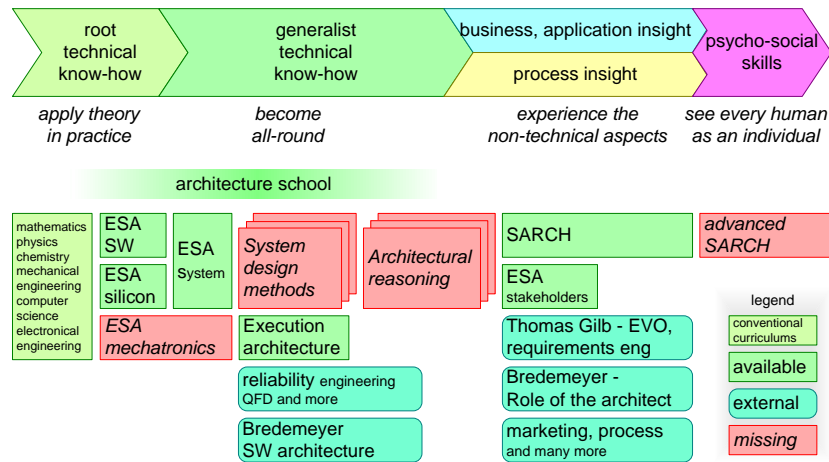 root
technical
know-how
generalist
technical
know-how
business, application insight
process insight
psycho-social
skills
apply theory
in practice
become
all-round
experience the
non-technical aspects
see every human
as an individual
architecture school
mathematics
physics
chemistry
mechanical
engineering
computer
science
electronical
engineering
ESA
SW
ESA
silicon
ESA
system
ESA
mechatronics
System
design
methods
Architectural
reasoning
Execution
architecture
reliability engineering
QFD and more
Bredemeyer
SW architecture
SARCH
ESA
stakeholders
Thomas Gilb - EVO,
requirements eng
Bredemeyer -
Role of the architect
marketing, process
and many more
advanced
SARCH
legend
conventional
curriculums
available
external
missing